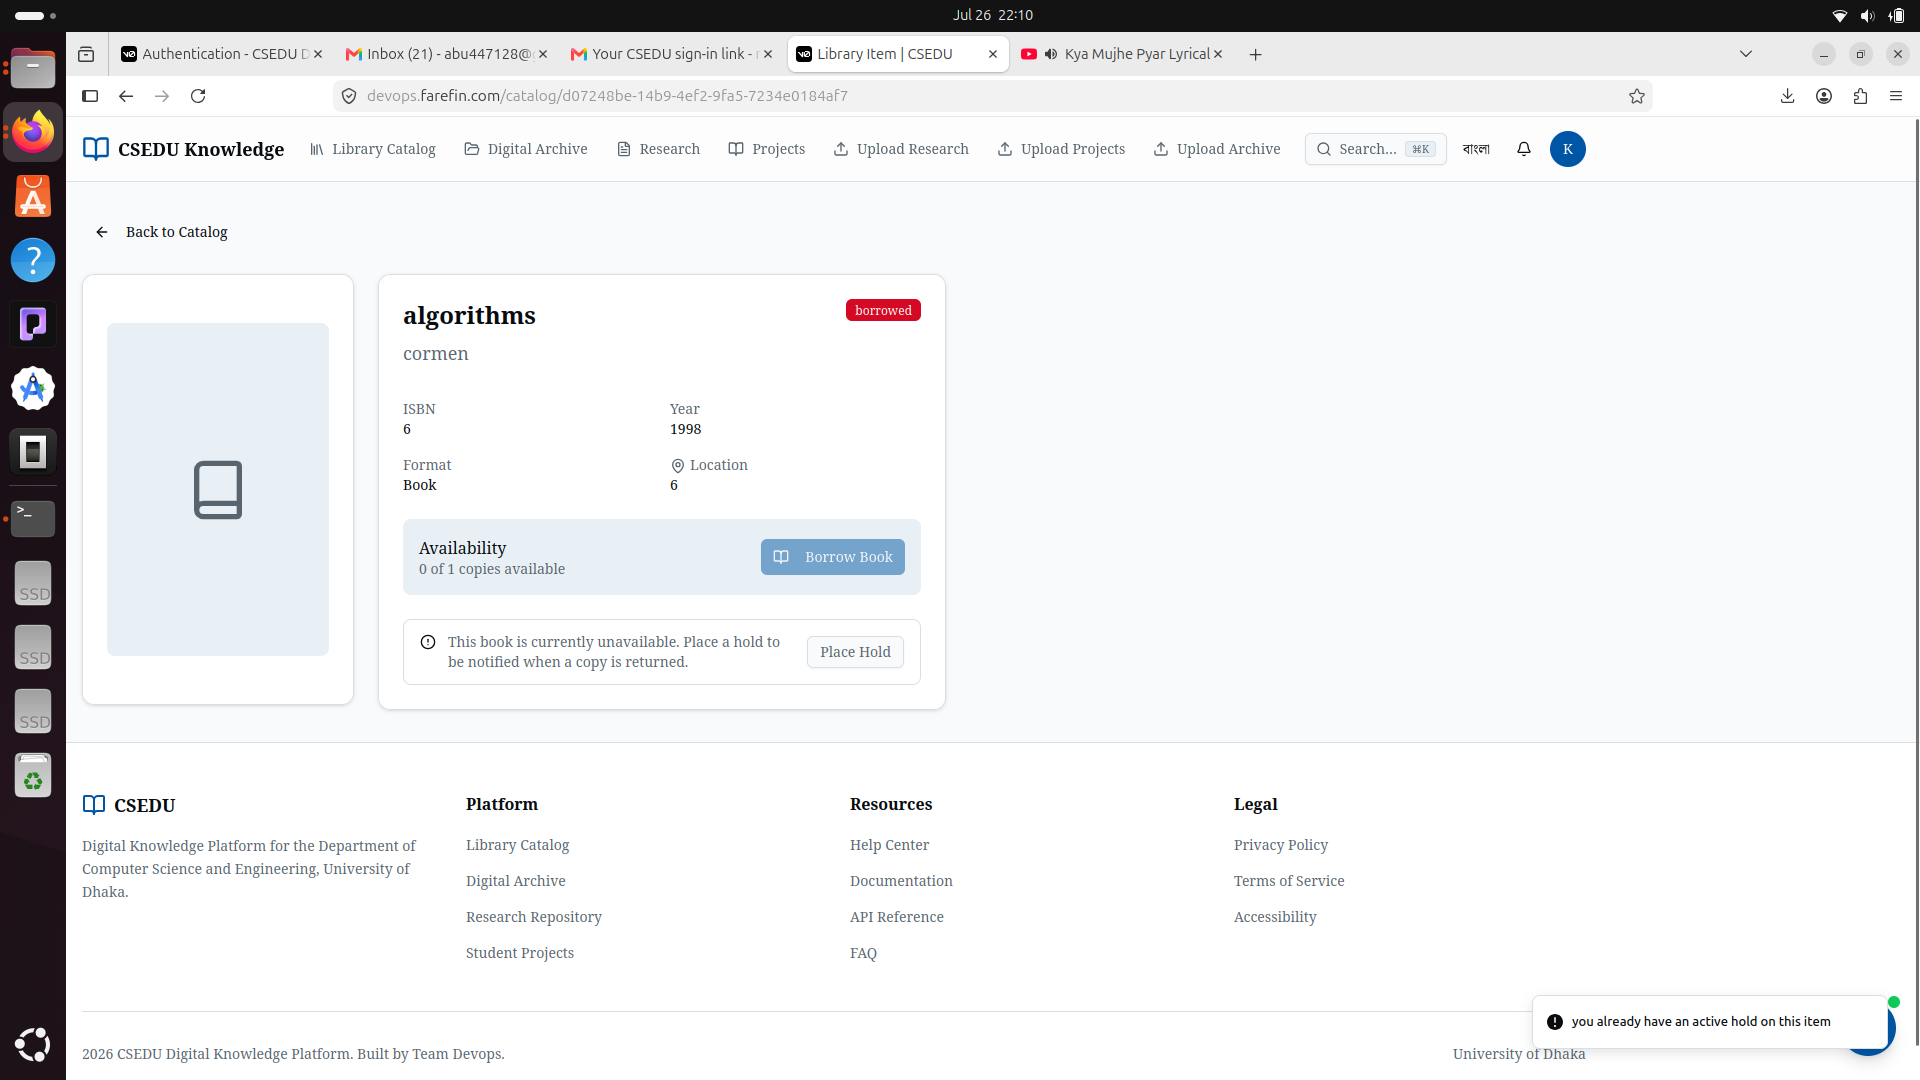 Jul 26 22:10
Authentication - CSEDU D
Inbox (21) - abu447128@
Your CSEDU sign-in link -
Library Item | CSEDU
Kya Mujhe Pyar Lyrical
devops.farefin.com/catalog/d07248be-14b9-4ef2-9fa5-7234e0184af7
CSEDU Knowledge
Library Catalog
Digital Archive
Research
Projects
Upload Research
Upload Projects
Upload Archive
Search... ⌘K
বাংলা
K
Back to Catalog
algorithms
borrowed
cormen
ISBN
6
Year
1998
Format
Book
Location
6
Availability
0 of 1 copies available
Borrow Book
This book is currently unavailable. Place a hold to
be notified when a copy is returned.
Place Hold
SSD
SSD
SSD
CSEDU
Digital Knowledge Platform for the Department of
Computer Science and Engineering, University of
Dhaka.
Platform
Library Catalog
Digital Archive
Research Repository
Student Projects
Resources
Help Center
Documentation
API Reference
FAQ
Legal
Privacy Policy
Terms of Service
Accessibility
you already have an active hold on this item
2026 CSEDU Digital Knowledge Platform. Built by Team Devops.
University of Dhaka